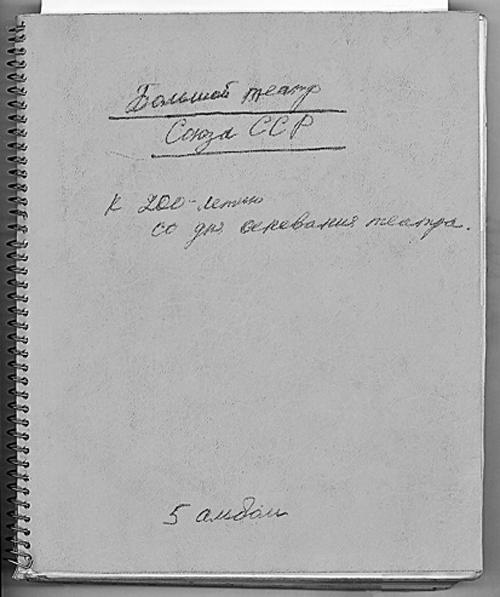 Большой театр
Союза ССР
К 200-летию
со дня основания театра.
5 альбом